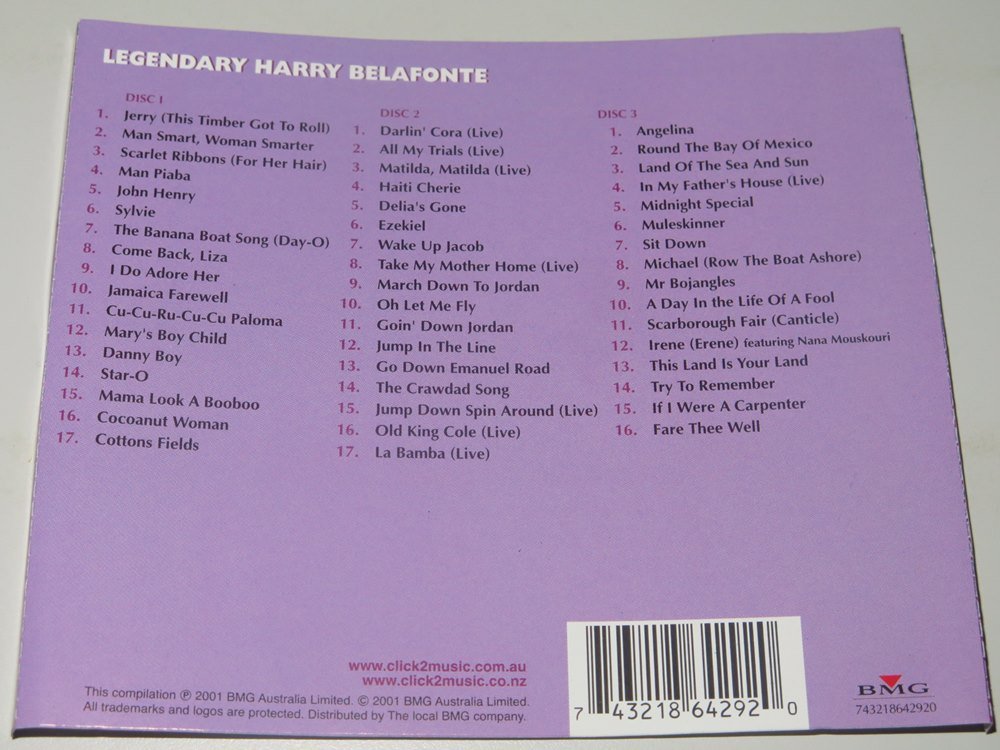 LEGENDARY HARRY BELAFONTE
DISC 1
1. Jerry (This Timber Got To Roll)
2. Man Smart, Woman Smarter
3. Scarlet Ribbons (For Her Hair)
4. Man Piaba
5. John Henry
6. Sylvie
7. The Banana Boat Song (Day-O)
8. Come Back, Liza
9. I Do Adore Her
10. Jamaica Farewell
11. Cu-Cu-Ru-Cu-Cu Paloma
12. Mary's Boy Child
13. Danny Boy
14. Star-O
15. Mama Look A Booboo
16. Cocoanut Woman
17. Cottons Fields
DISC 2
1. Darlin' Cora (Live)
2. All My Trials (Live)
3. Matilda, Matilda (Live)
4. Haiti Cherie
5. Delia's Gone
6. Ezekiel
7. Wake Up Jacob
8. Take My Mother Home (Live)
9. March Down To Jordan
10. Oh Let Me Fly
11. Goin' Down Jordan
12. Jump In The Line
13. Go Down Emanuel Road
14. The Crawdad Song
15. Jump Down Spin Around (Live)
16. Old King Cole (Live)
17. La Bamba (Live)
DISC 3
1. Angelina
2. Round The Bay Of Mexico
3. Land Of The Sea And Sun
4. In My Father's House (Live)
5. Midnight Special
6. Muleskinner
7. Sit Down
8. Michael (Row The Boat Ashore)
9. Mr Bojangles
10. A Day In the Life Of A Fool
11. Scarborough Fair (Canticle)
12. Irene (Erene) featuring Nana Mouskouri
13. This Land Is Your Land
14. Try To Remember
15. If I Were A Carpenter
16. Fare Thee Well
www.click2music.com.au
www.click2music.co.nz
This compilation ℗ 2001 BMG Australia Limited. © 2001 BMG Australia Limited.
All trademarks and logos are protected. Distributed by The local BMG company.
7 43218 64292 0
BMG
743218642920